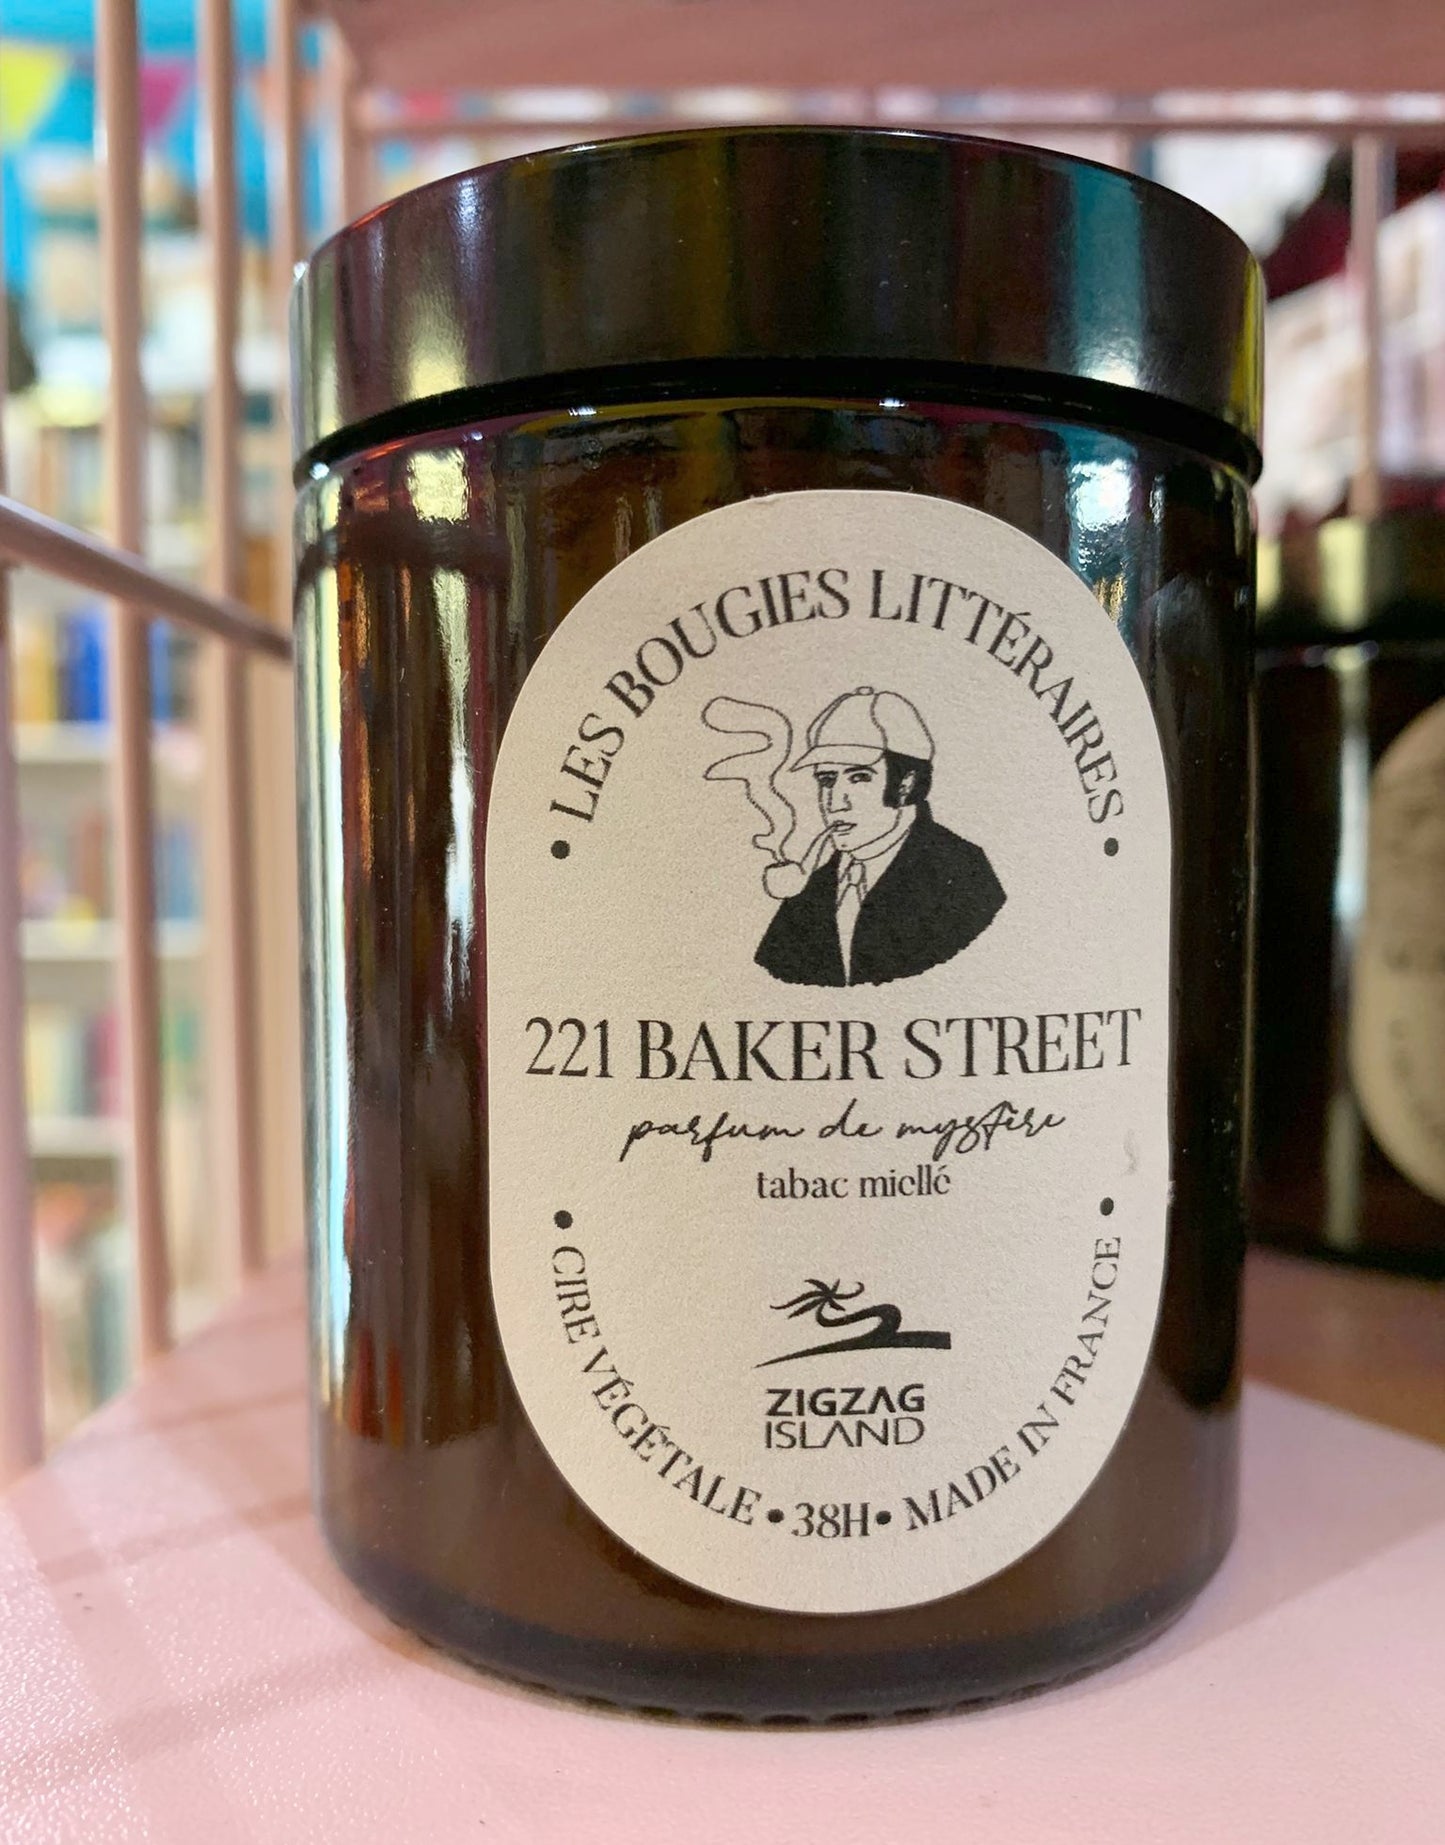 • LES BOUGIES LITTÉRAIRES •
221 BAKER STREET
parfum de mystère
tabac miellé
ZIGZAG
ISLAND
• CIRE VÉGÉTALE • 38H • MADE IN FRANCE •